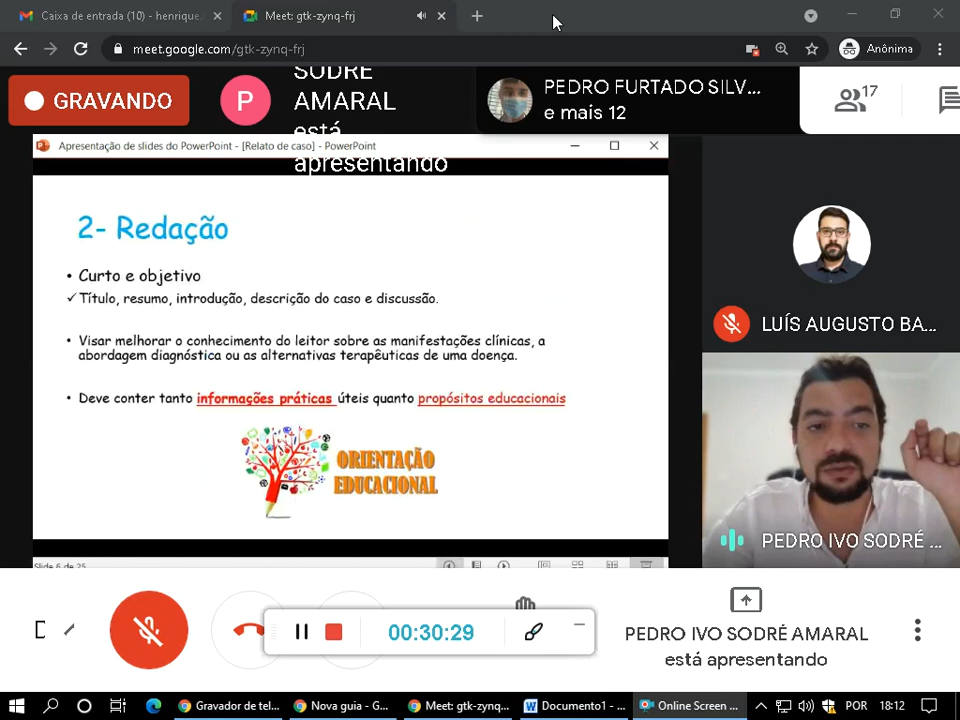 Caixa de entrada (10) - henrique.
Meet: gtk-zynq-frj
meet.google.com/gtk-zynq-frj
Anônima
GRAVANDO
P
SODRÉ
AMARAL
está
apresentando
PEDRO FURTADO SILV...
e mais 12
17
Apresentação de slides do PowerPoint - [Relato de caso] - PowerPoint
2- Redação
• Curto e objetivo
✓ Título, resumo, introdução, descrição do caso e discussão.
• Visar melhorar o conhecimento do leitor sobre as manifestações clínicas, a
abordagem diagnóstica ou as alternativas terapêuticas de uma doença.
• Deve conter tanto informações práticas úteis quanto propósitos educacionais
ORIENTAÇÃO
EDUCACIONAL
Slide 6 de 25
LUÍS AUGUSTO BA...
PEDRO IVO SODRÉ ...
00:30:29
PEDRO IVO SODRÉ AMARAL
está apresentando
Gravador de tel...
Nova guia - G...
Meet: gtk-zynq...
Documento1 - ...
Online Screen ...
POR
18:12